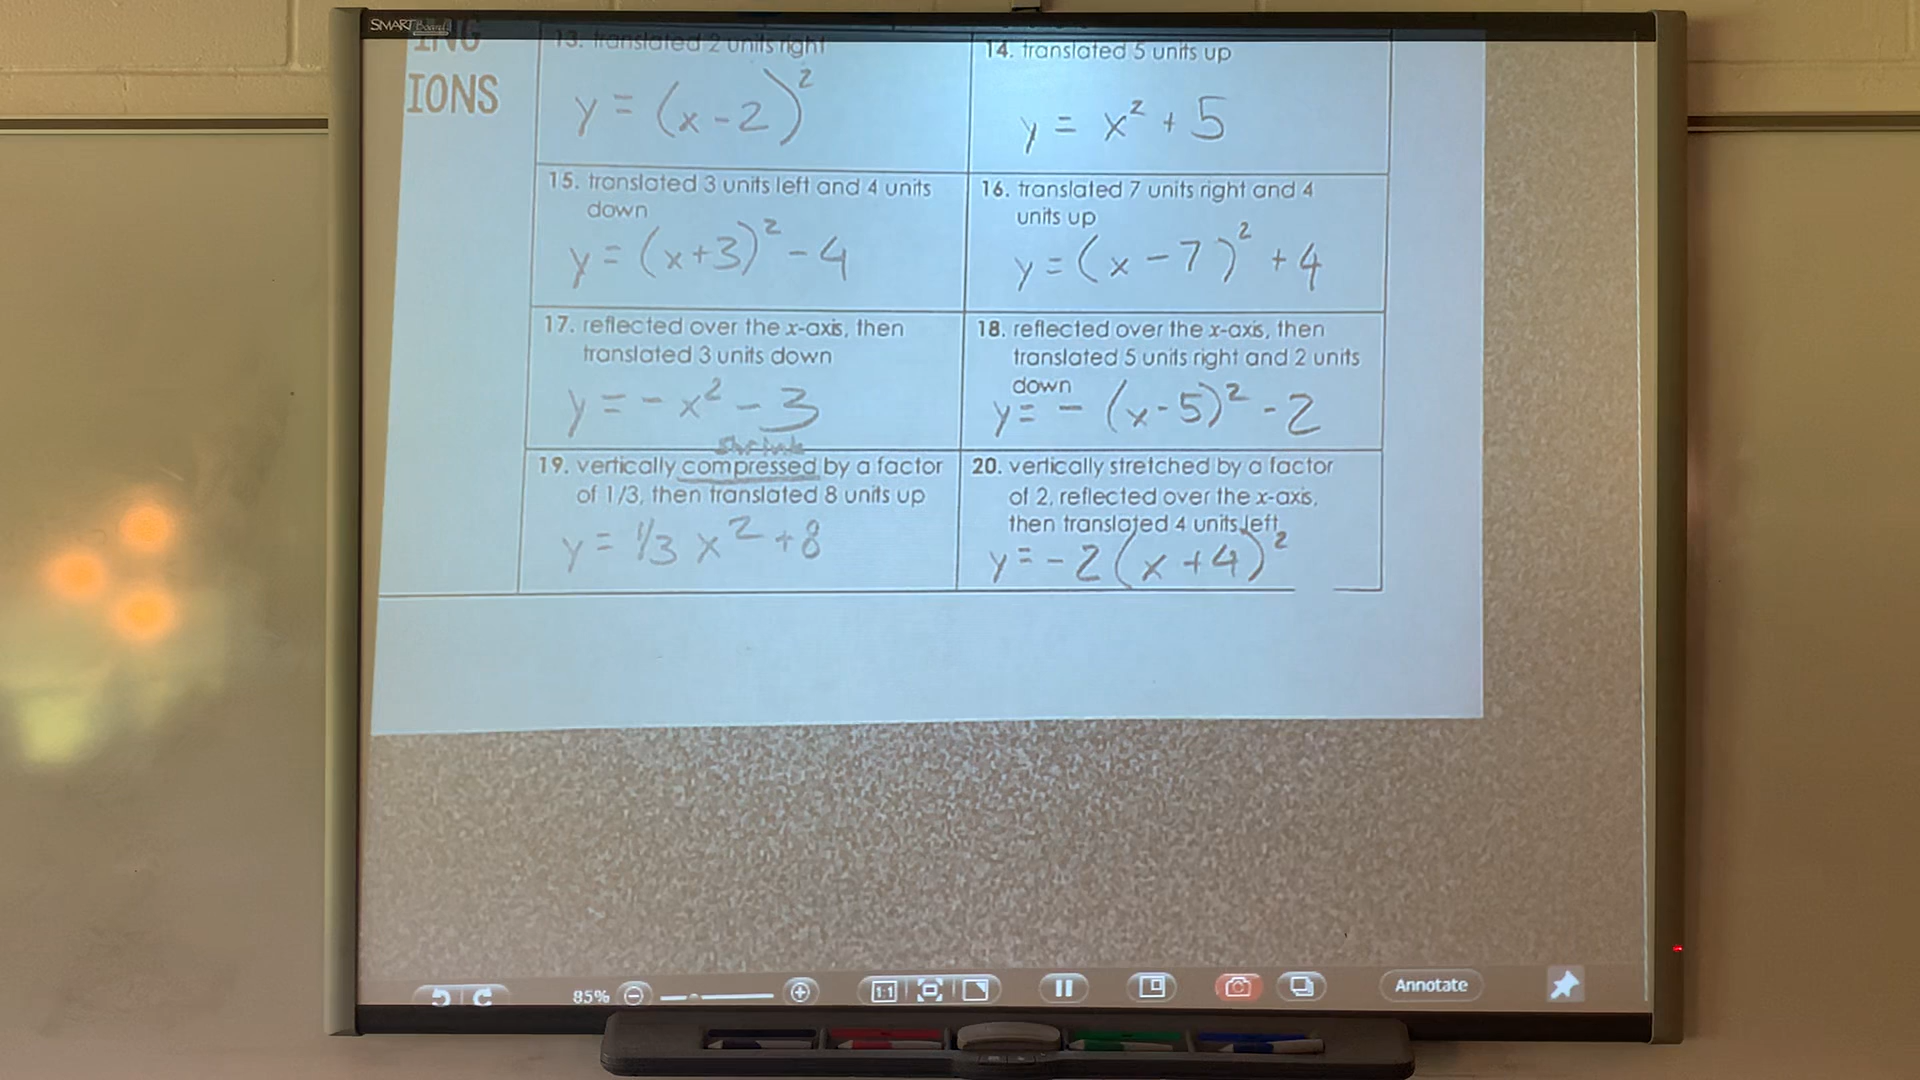 SMART Board
ING
IONS
13. translated 2 units right
y = (x - 2)²
14. translated 5 units up
y = x² + 5
15. translated 3 units left and 4 units
down
y = (x+3)² - 4
16. translated 7 units right and 4
units up
y = (x - 7)² + 4
17. reflected over the x-axis, then
translated 3 units down
y = - x² - 3
18. reflected over the x-axis, then
translated 5 units right and 2 units
down
y = - (x - 5)² - 2
shrink
19. vertically compressed by a factor
of 1/3, then translated 8 units up
y = 1/3 x² + 8
20. vertically stretched by a factor
of 2, reflected over the x-axis,
then translated 4 units left
y = - 2 (x + 4)²
85%
1:1
Annotate